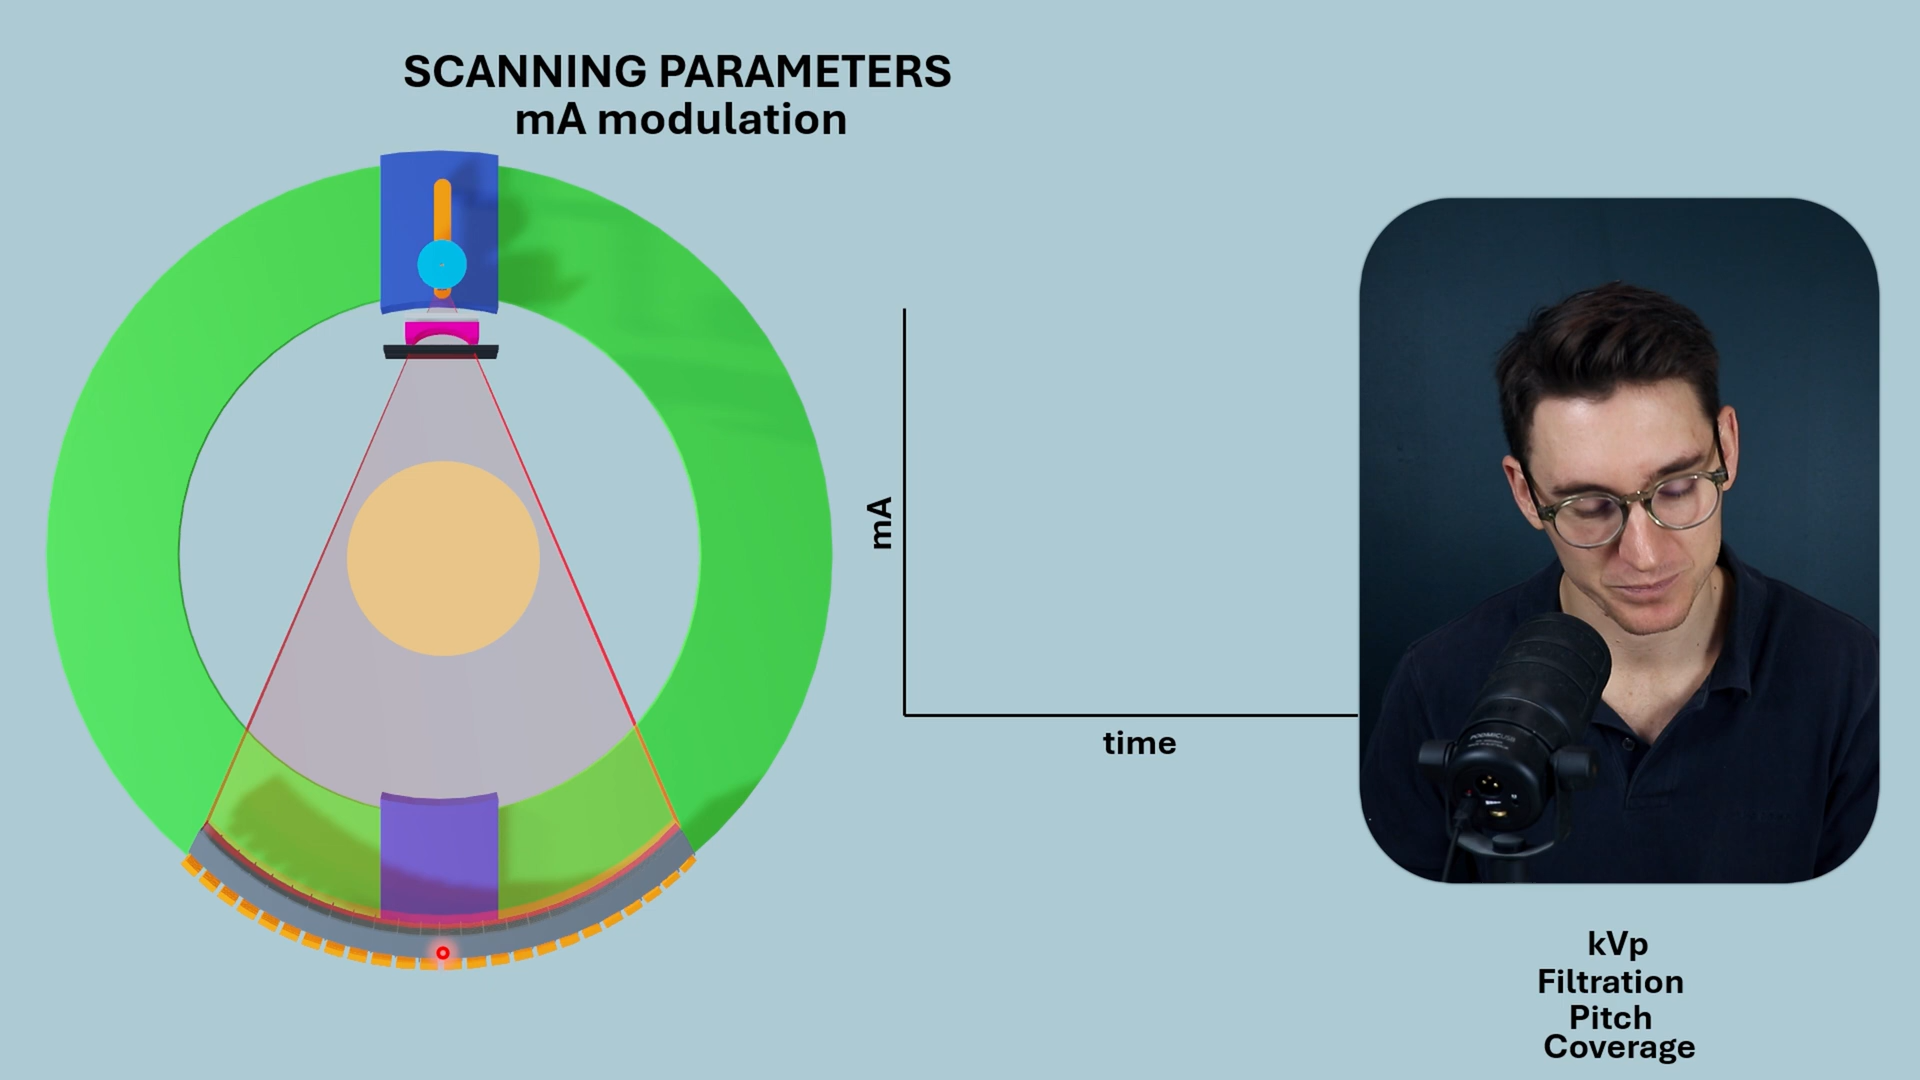 SCANNING PARAMETERS
mA modulation
mA
time
kVp
Filtration
Pitch
Coverage